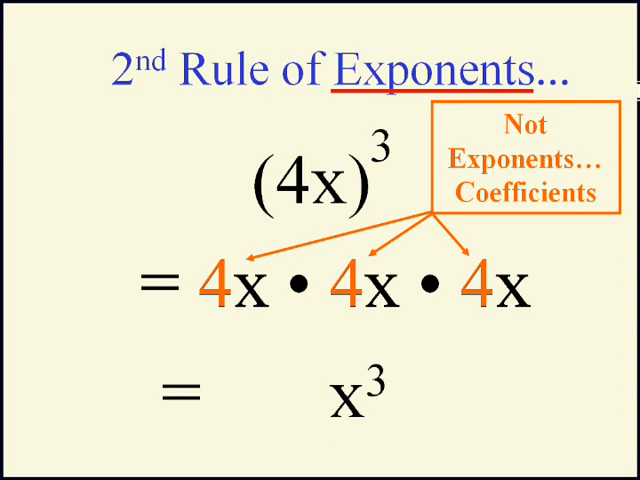 2nd Rule of Exponents...
Not
Exponents…
Coefficients
(4x)³
= 4x • 4x • 4x
= x³